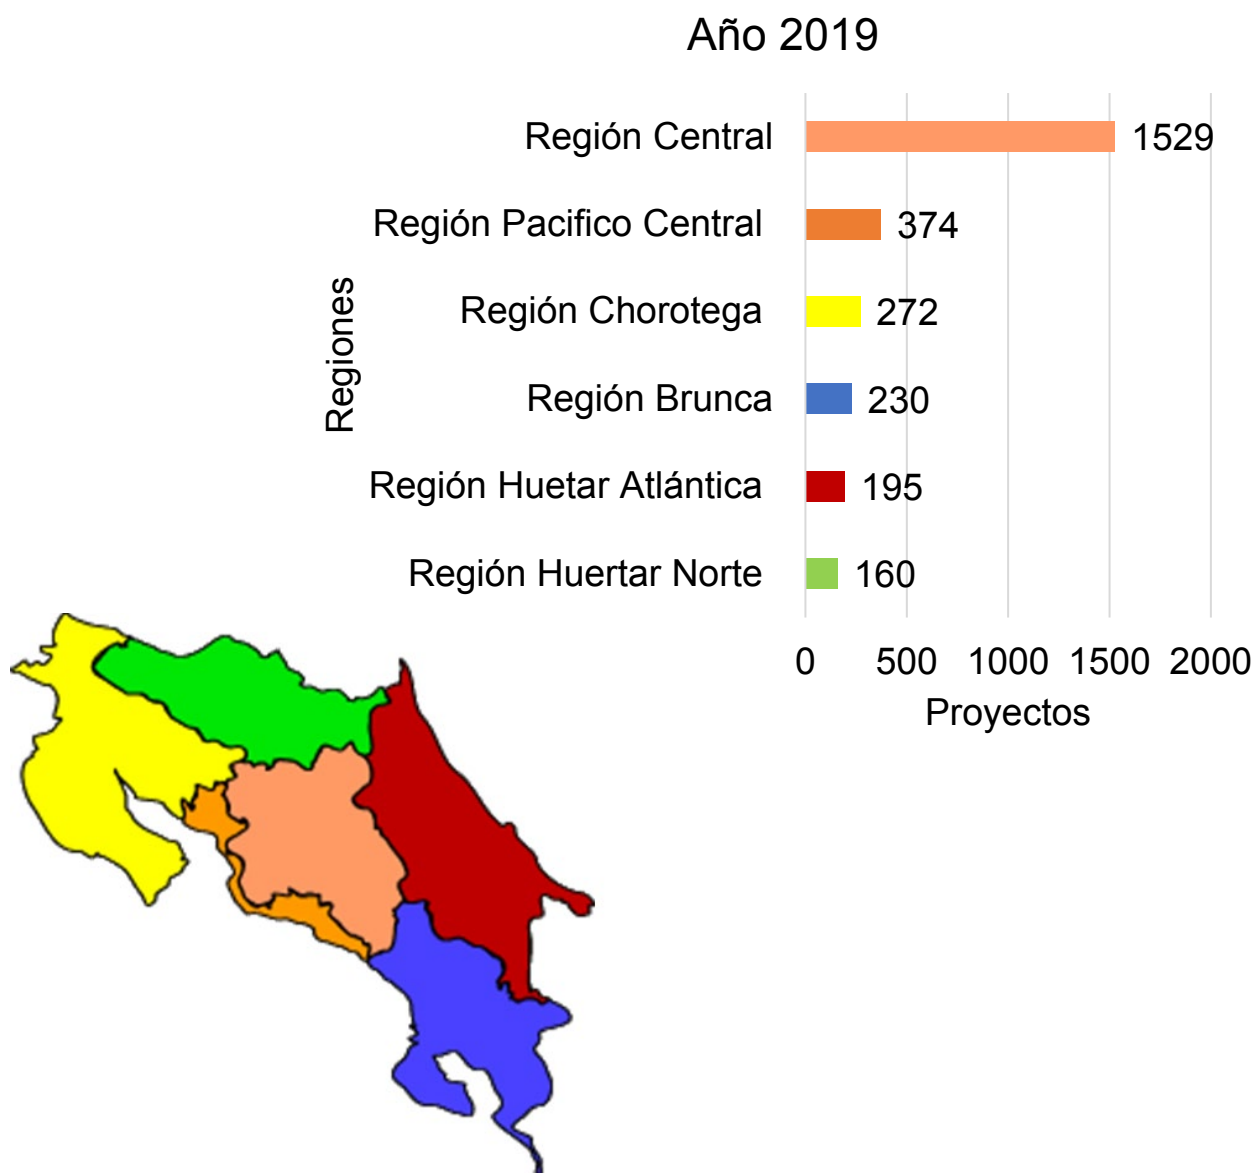 Año 2019
Región Central 1529
Región Pacifico Central 374
Región Chorotega 272
Regiones
Región Brunca 230
Región Huetar Atlántica 195
Región Huertar Norte 160
0 500 1000 1500 2000
Proyectos